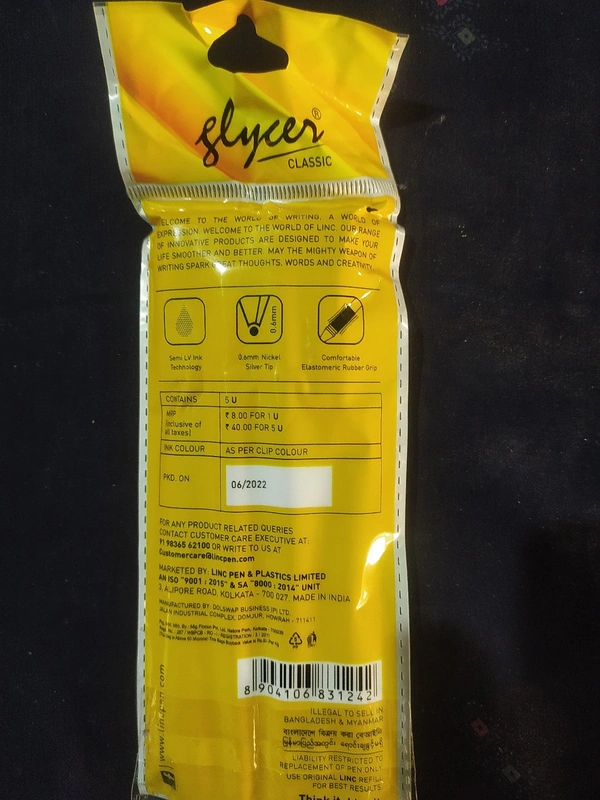 glycer®
CLASSIC
WELCOME TO THE WORLD OF WRITING, A WORLD OF
EXPRESSION. WELCOME TO THE WORLD OF LINC. OUR RANGE
OF INNOVATIVE PRODUCTS ARE DESIGNED TO MAKE YOUR
LIFE SMOOTHER AND BETTER. MAY THE MIGHTY WEAPON OF
WRITING SPARK GREAT THOUGHTS, WORDS AND CREATIVITY.
0.6mm
Semi LV Ink
Technology
0.6mm Nickel
Silver Tip
Comfortable
Elastomeric Rubber Grip
CONTAINS 5 U
MRP
(inclusive of
all taxes)
₹ 8.00 FOR 1 U
₹ 40.00 FOR 5 U
INK COLOUR AS PER CLIP COLOUR
PKD. ON 06/2022
FOR ANY PRODUCT RELATED QUERIES
CONTACT CUSTOMER CARE EXECUTIVE AT:
91 98365 62100 OR WRITE TO US AT
Customercare@lincpen.com
MARKETED BY: LINC PEN & PLASTICS LIMITED
AN ISO "9001 : 2015" & SA "8000 : 2014" UNIT
3, ALIPORE ROAD, KOLKATA - 700 027. MADE IN INDIA
MANUFACTURED BY: DOLSWAP BUSINESS (P) LTD.
JALAN INDUSTRIAL COMPLEX, DOMJUR, HOWRAH - 711411
8 904106 831242
ILLEGAL TO SELL IN
BANGLADESH & MYANMAR
বাংলাদেশে বিক্রয় করা বেআইনি
LIABILITY RESTRICTED TO
REPLACEMENT OF PEN ONLY
USE ORIGINAL LINC REFILL
FOR BEST RESULTS
www.lincpen.com